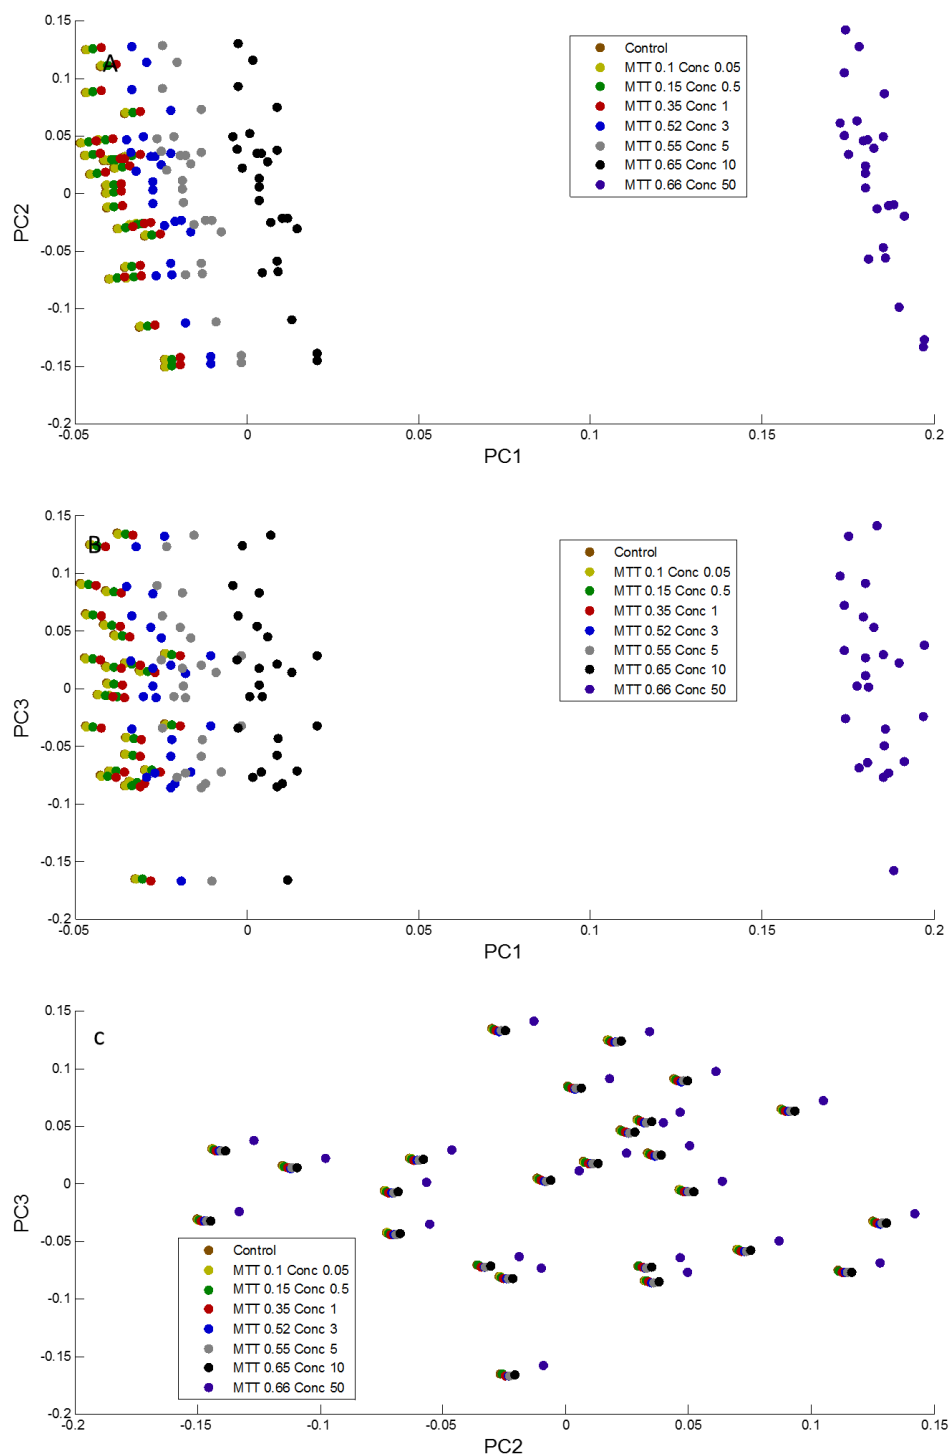 0.15
A
0.1
0.05
0
-0.05
-0.1
-0.15
-0.2
PC2
Control
MTT 0.1 Conc 0.05
MTT 0.15 Conc 0.5
MTT 0.35 Conc 1
MTT 0.52 Conc 3
MTT 0.55 Conc 5
MTT 0.65 Conc 10
MTT 0.66 Conc 50
-0.05 0 0.05 0.1 0.15 0.2
PC1
0.15
B
0.1
0.05
0
-0.05
-0.1
-0.15
-0.2
PC3
Control
MTT 0.1 Conc 0.05
MTT 0.15 Conc 0.5
MTT 0.35 Conc 1
MTT 0.52 Conc 3
MTT 0.55 Conc 5
MTT 0.65 Conc 10
MTT 0.66 Conc 50
-0.05 0 0.05 0.1 0.15 0.2
PC1
0.15
c
0.1
0.05
0
-0.05
-0.1
-0.15
-0.2
PC3
Control
MTT 0.1 Conc 0.05
MTT 0.15 Conc 0.5
MTT 0.35 Conc 1
MTT 0.52 Conc 3
MTT 0.55 Conc 5
MTT 0.65 Conc 10
MTT 0.66 Conc 50
-0.2 -0.15 -0.1 -0.05 0 0.05 0.1 0.15
PC2